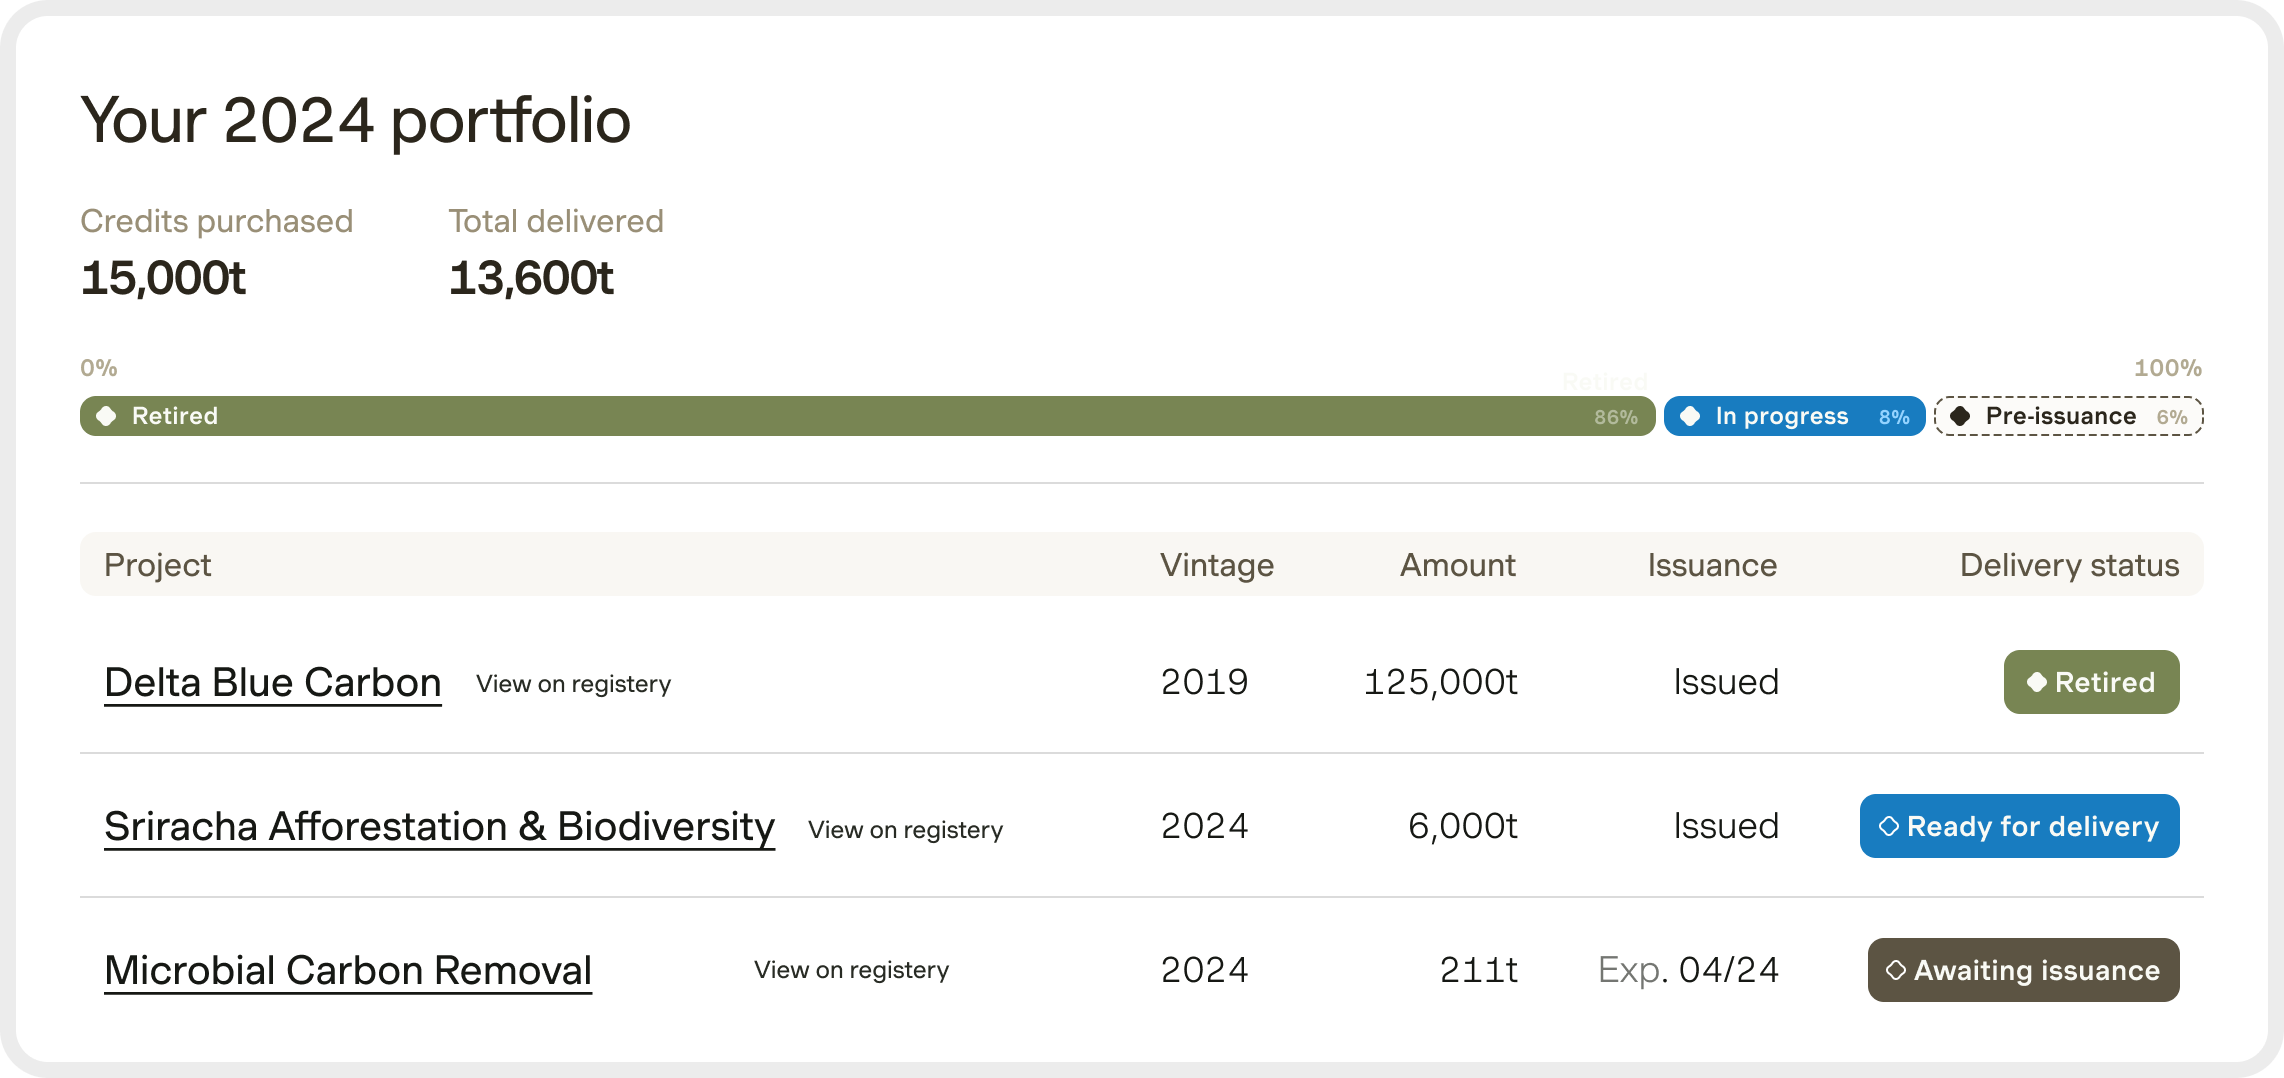 Your 2024 portfolio
Credits purchased Total delivered
15,000t 13,600t
0% 100%
Retired
Retired 86% In progress 8% Pre-issuance 6%
Project Vintage Amount Issuance Delivery status
Delta Blue Carbon View on registery 2019 125,000t Issued Retired
Sriracha Afforestation & Biodiversity View on registery 2024 6,000t Issued Ready for delivery
Microbial Carbon Removal View on registery 2024 211t Exp. 04/24 Awaiting issuance